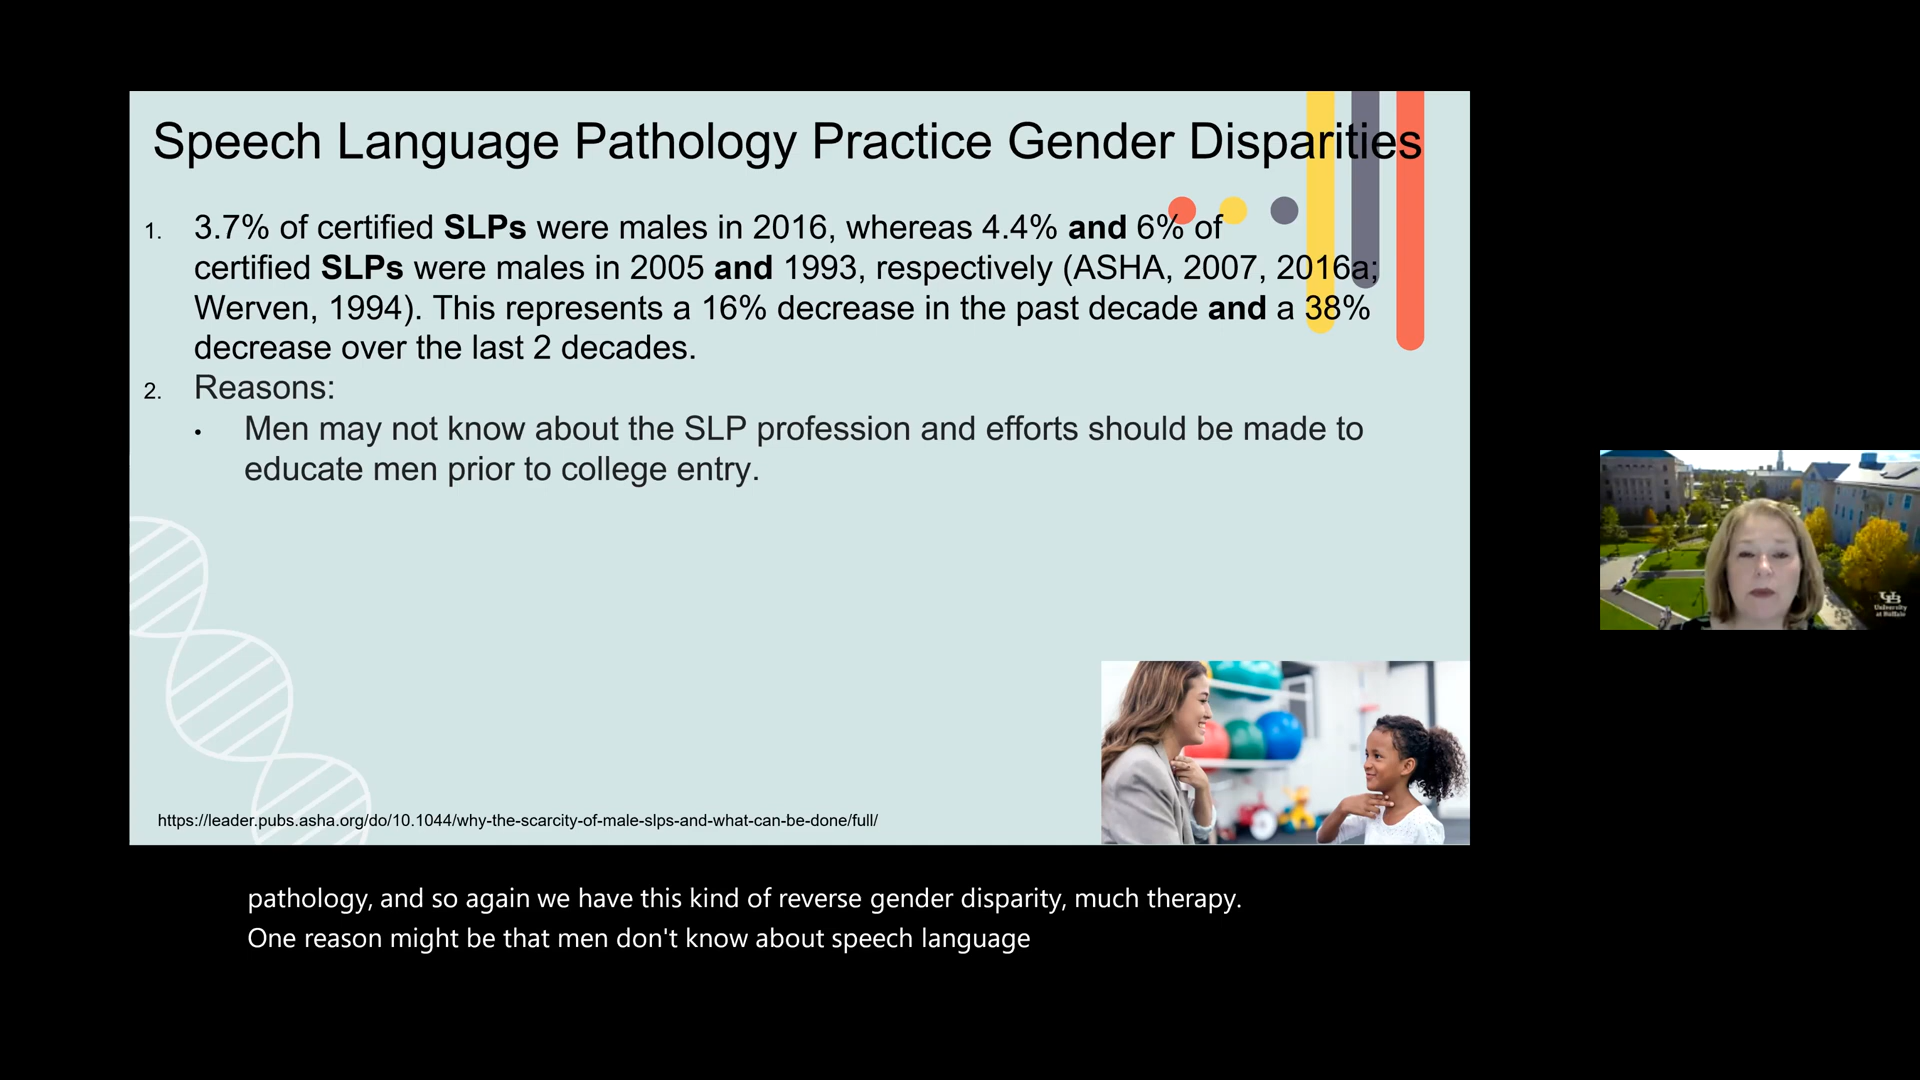 Speech Language Pathology Practice Gender Disparities
1. 3.7% of certified SLPs were males in 2016, whereas 4.4% and 6% of
certified SLPs were males in 2005 and 1993, respectively (ASHA, 2007, 2016a;
Werven, 1994). This represents a 16% decrease in the past decade and a 38%
decrease over the last 2 decades.
2. Reasons:
• Men may not know about the SLP profession and efforts should be made to
educate men prior to college entry.
https://leader.pubs.asha.org/do/10.1044/why-the-scarcity-of-male-slps-and-what-can-be-done/full/
University
at Buffalo
pathology, and so again we have this kind of reverse gender disparity, much therapy.
One reason might be that men don't know about speech language